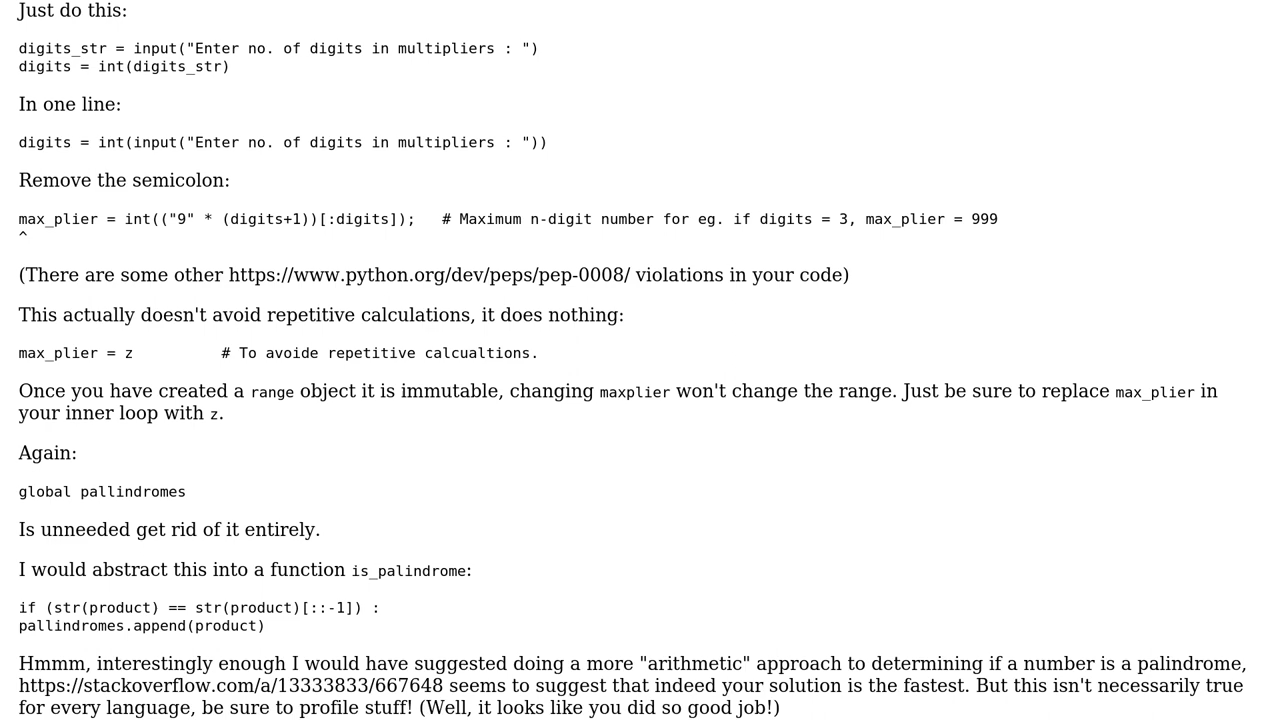 Just do this:
digits_str = input("Enter no. of digits in multipliers : ")
digits = int(digits_str)
In one line:
digits = int(input("Enter no. of digits in multipliers : "))
Remove the semicolon:
max_plier = int(("9" * (digits+1))[:digits]);   # Maximum n-digit number for eg. if digits = 3, max_plier = 999
^
(There are some other https://www.python.org/dev/peps/pep-0008/ violations in your code)
This actually doesn't avoid repetitive calculations, it does nothing:
max_plier = z          # To avoide repetitive calcualtions.
Once you have created a range object it is immutable, changing maxplier won't change the range. Just be sure to replace max_plier in
your inner loop with z.
Again:
global pallindromes
Is unneeded get rid of it entirely.
I would abstract this into a function is_palindrome:
if (str(product) == str(product)[::-1]) :
pallindromes.append(product)
Hmmm, interestingly enough I would have suggested doing a more "arithmetic" approach to determining if a number is a palindrome,
https://stackoverflow.com/a/13333833/667648 seems to suggest that indeed your solution is the fastest. But this isn't necessarily true
for every language, be sure to profile stuff! (Well, it looks like you did so good job!)